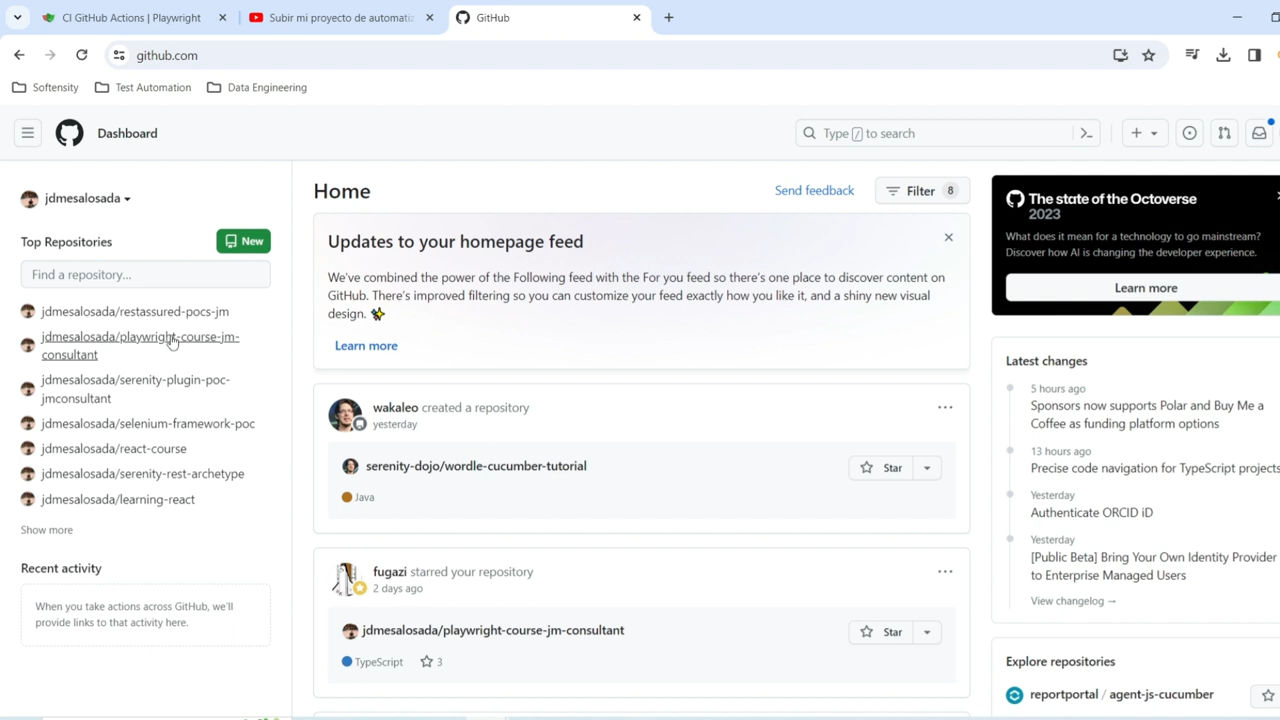 CI GitHub Actions | Playwright
Subir mi proyecto de automatiz
GitHub
github.com
Softensity
Test Automation
Data Engineering
Dashboard
Type / to search
jdmesalosada
Top Repositories
New
Find a repository...
jdmesalosada/restassured-pocs-jm
jdmesalosada/playwright-course-jm-
consultant
jdmesalosada/serenity-plugin-poc-
jmconsultant
jdmesalosada/selenium-framework-poc
jdmesalosada/react-course
jdmesalosada/serenity-rest-archetype
jdmesalosada/learning-react
Show more
Recent activity
When you take actions across GitHub, we'll
provide links to that activity here.
Home
Send feedback
Filter 8
Updates to your homepage feed
We've combined the power of the Following feed with the For you feed so there's one place to discover content on
GitHub. There's improved filtering so you can customize your feed exactly how you like it, and a shiny new visual
design. ✨
Learn more
wakaleo created a repository
yesterday
serenity-dojo/wordle-cucumber-tutorial
Star
Java
fugazi starred your repository
2 days ago
jdmesalosada/playwright-course-jm-consultant
Star
TypeScript 3
The state of the Octoverse
2023
What does it mean for a technology to go mainstream?
Discover how AI is changing the developer experience.
Learn more
Latest changes
5 hours ago
Sponsors now supports Polar and Buy Me a
Coffee as funding platform options
13 hours ago
Precise code navigation for TypeScript projects
Yesterday
Authenticate ORCID iD
Yesterday
[Public Beta] Bring Your Own Identity Provider
to Enterprise Managed Users
View changelog →
Explore repositories
reportportal / agent-js-cucumber